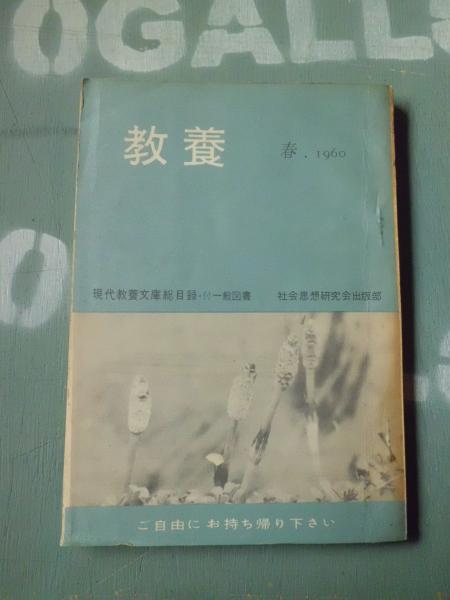 OGALLO
教養 春. 1960
現代教養文庫総目録・付一般図書 社会思想研究会出版部
ご自由にお持ち帰り下さい